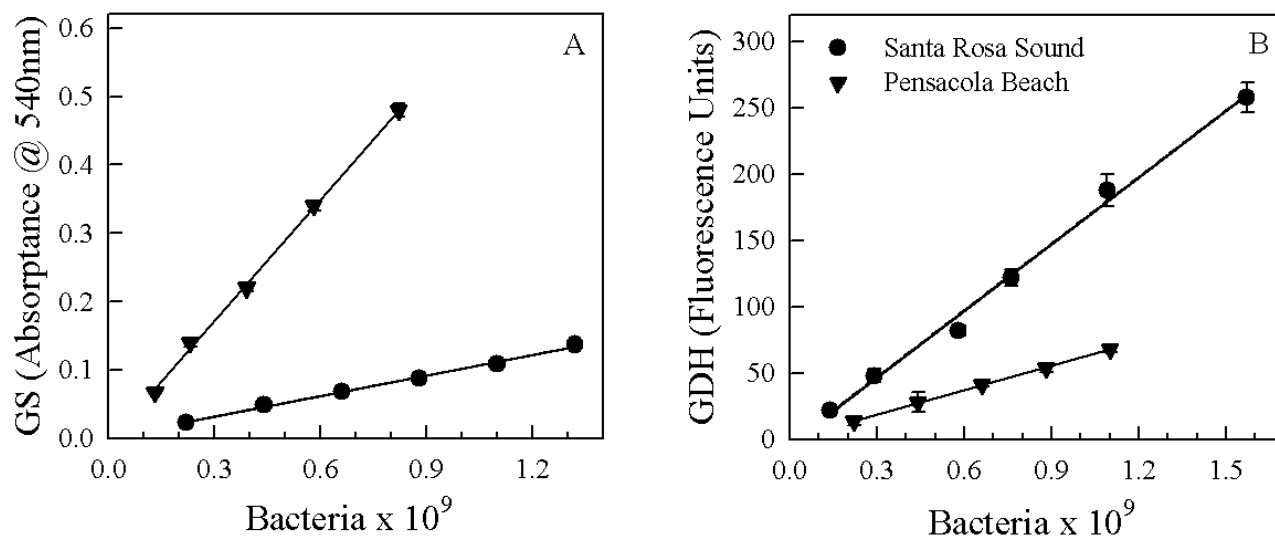 A
GS (Absorptance @ 540nm)
0.6
0.5
0.4
0.3
0.2
0.1
0.0
0.0 0.3 0.6 0.9 1.2
Bacteria x 10⁹
B
Santa Rosa Sound
Pensacola Beach
GDH (Fluorescence Units)
300
250
200
150
100
50
0
0.0 0.3 0.6 0.9 1.2 1.5
Bacteria x 10⁹